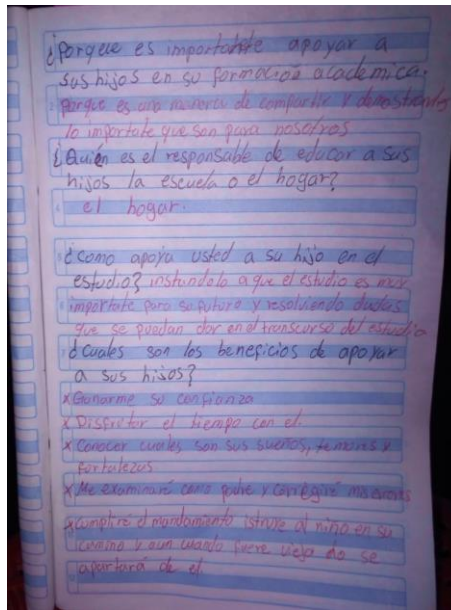 ¿Porque es importante apoyar a
sus hijos en su formación academica.
porque es una manera de compartir y demostrarles
lo importate que son para nosotros
¿Quién es el responsable de educar a sus
hijos la escuela o el hogar?
el hogar.
¿como apoya usted a su hijo en el
estudio? instandolo a que el estudio es muy
importate para su futuro y resolviendo dudas
que se puedan dar en el transcurso del estudio
¿Cuales son los beneficios de apoyar
a sus hijos?
x Ganarme su confianza
x Disfrutar el tiempo con el.
x Conocer cuales son sus sueños, temores y
fortalezas
x Me examinaré como padre y corregiré mis errores
x cumpliré el mandamiento istruye al niño en su
camino y aun cuando fuere viejo no se
apartará de el.